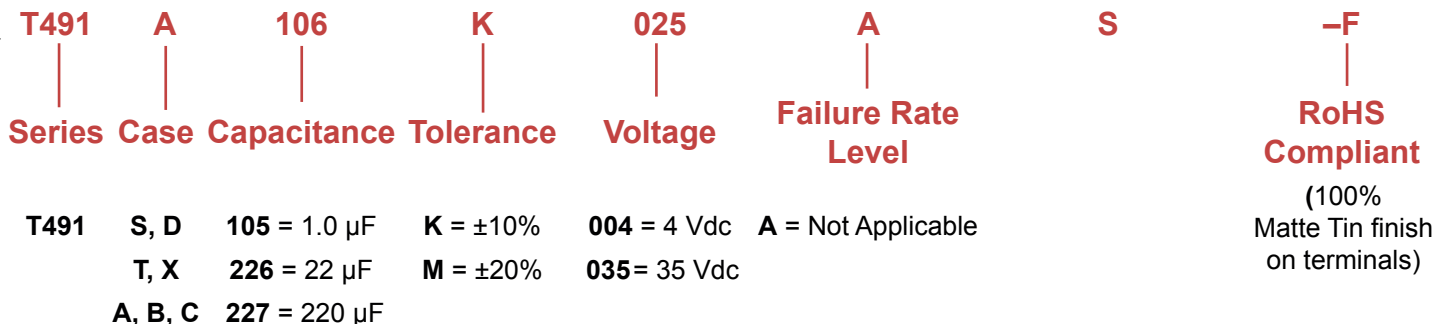 T491 A 106 K 025 A S –F
Series Case Capacitance Tolerance Voltage Failure Rate Level RoHS Compliant
(100% Matte Tin finish on terminals)
T491 S, D 105 = 1.0 µF K = ±10% 004 = 4 Vdc A = Not Applicable
T, X 226 = 22 µF M = ±20% 035= 35 Vdc
A, B, C 227 = 220 µF